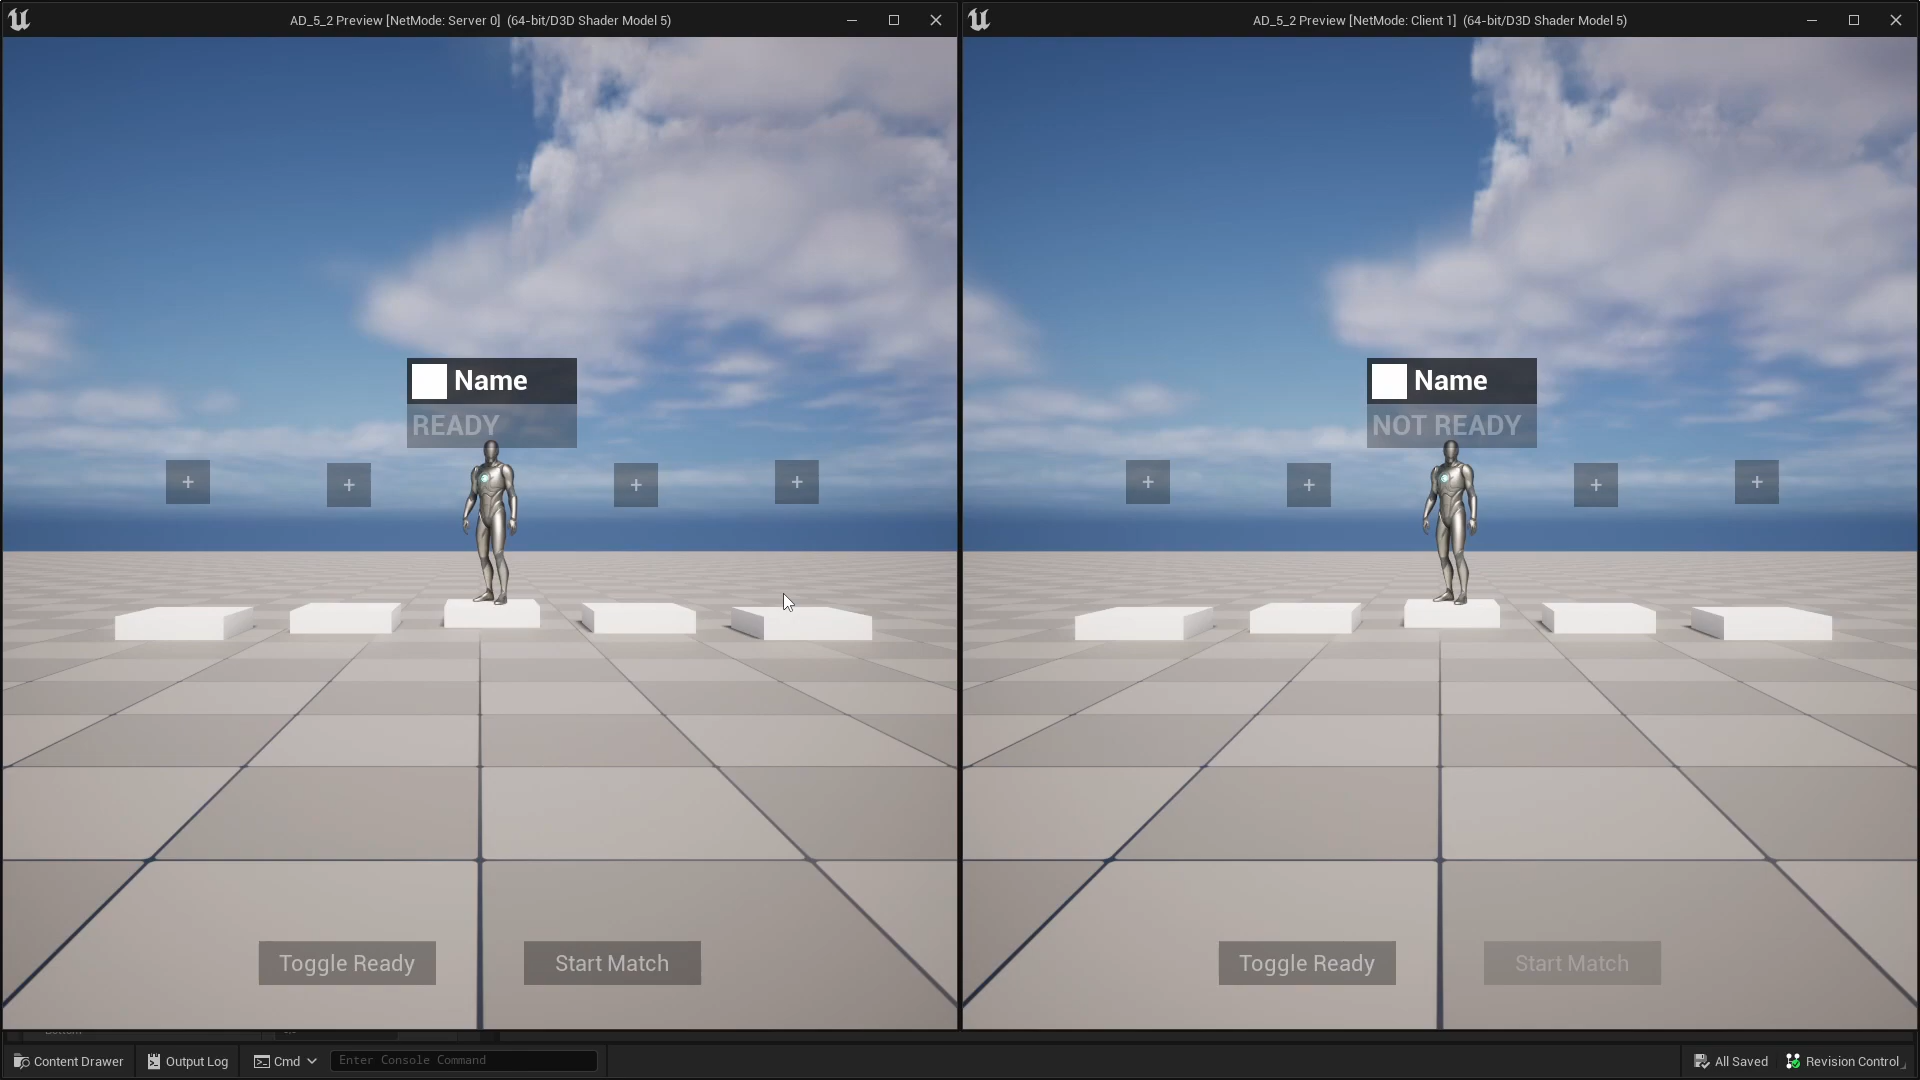 AD_5_2 Preview [NetMode: Server 0] (64-bit/D3D Shader Model 5)
Name
READY
+
+
+
+
Toggle Ready
Start Match
AD_5_2 Preview [NetMode: Client 1] (64-bit/D3D Shader Model 5)
Name
NOT READY
+
+
+
+
Toggle Ready
Start Match
Content Drawer
Output Log
Cmd
Enter Console Command
All Saved
Revision Control